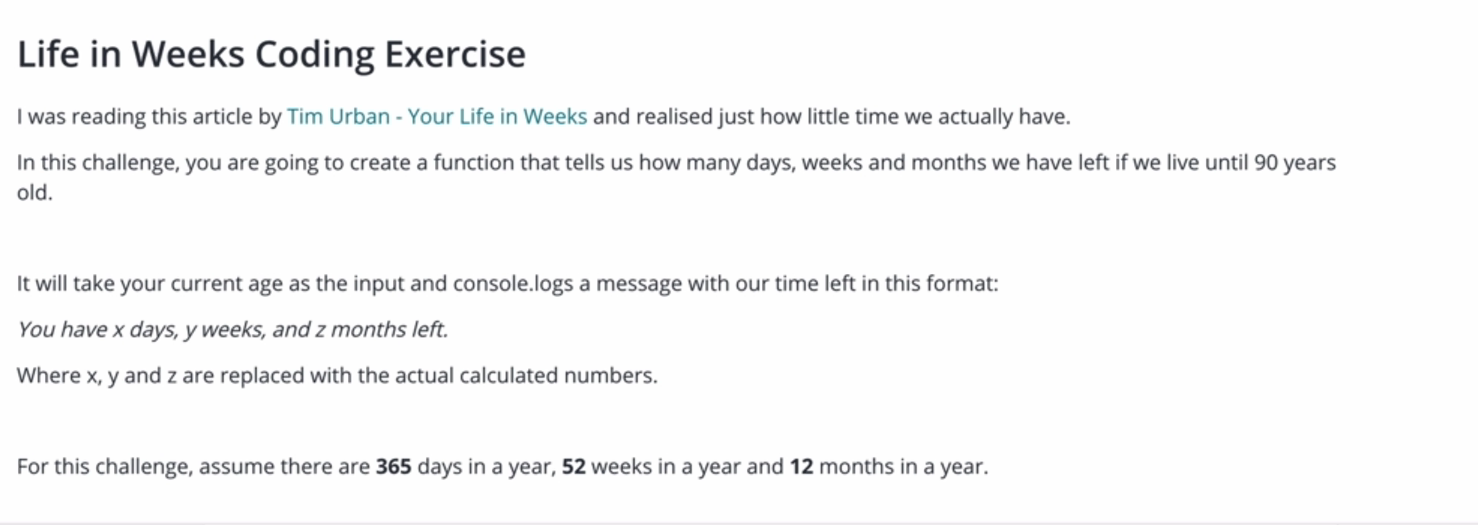 Life in Weeks Coding Exercise
I was reading this article by Tim Urban - Your Life in Weeks and realised just how little time we actually have.
In this challenge, you are going to create a function that tells us how many days, weeks and months we have left if we live until 90 years
old.
It will take your current age as the input and console.logs a message with our time left in this format:
You have x days, y weeks, and z months left.
Where x, y and z are replaced with the actual calculated numbers.
For this challenge, assume there are 365 days in a year, 52 weeks in a year and 12 months in a year.